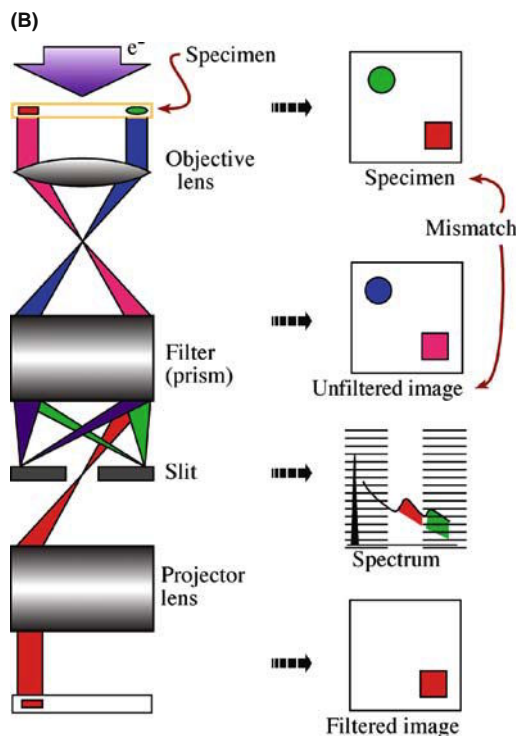 (B)
e-
Specimen
Objective
lens
Specimen
Mismatch
Filter
(prism)
Unfiltered image
Slit
Spectrum
Projector
lens
Filtered image